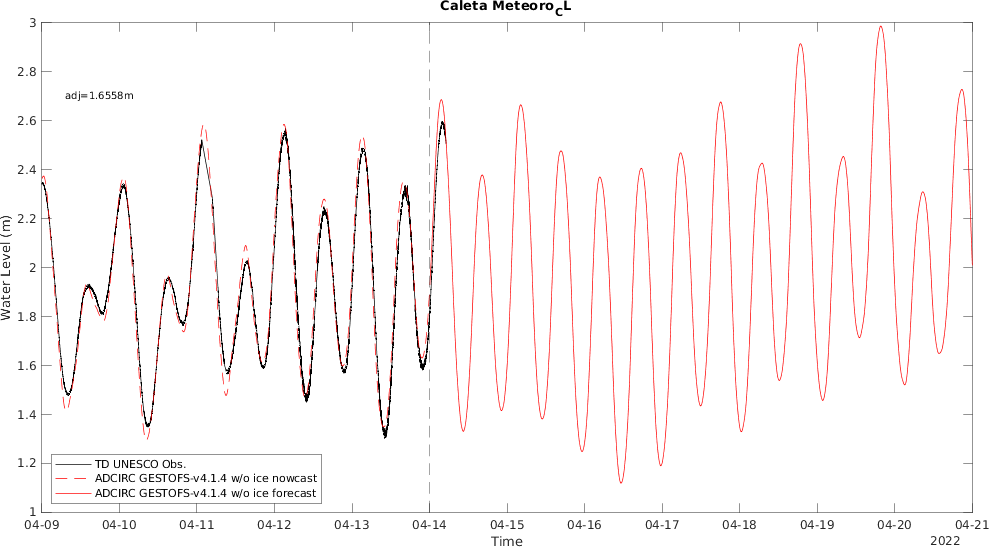 Caleta Meteoro_CL
3
2.8
adj=1.6558m
2.6
2.4
2.2
Water Level (m)
2
1.8
1.6
1.4
1.2
1
TD UNESCO Obs.
ADCIRC GESTOFS-v4.1.4 w/o ice nowcast
ADCIRC GESTOFS-v4.1.4 w/o ice forecast
04-09 04-10 04-11 04-12 04-13 04-14 04-15 04-16 04-17 04-18 04-19 04-20 04-21
Time
2022